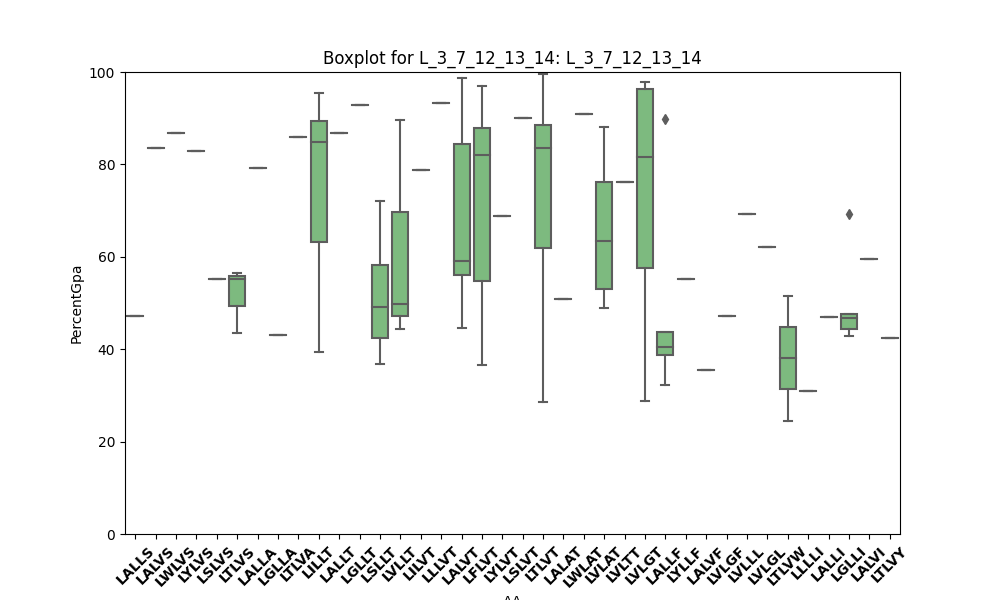 Boxplot for L_3_7_12_13_14: L_3_7_12_13_14
100
80
60
40
20
0
PercentGpa
LALLS LALVS LWLVS LYLVS LSLVS LTLVS LALLA LGLLA LTLVA LILLT LALLT LGLLT LSLLT LVLLT LILVT LLLVT LALVT LFLVT LYLVT LSLVT LTLVT LALAT LWLAT LVLAT LVLTT LVLGT LALLF LYLLF LALVF LVLGF LVLLL LVLGL LTLVW LLLLI LALLI LGLLI LALVI LTLVY